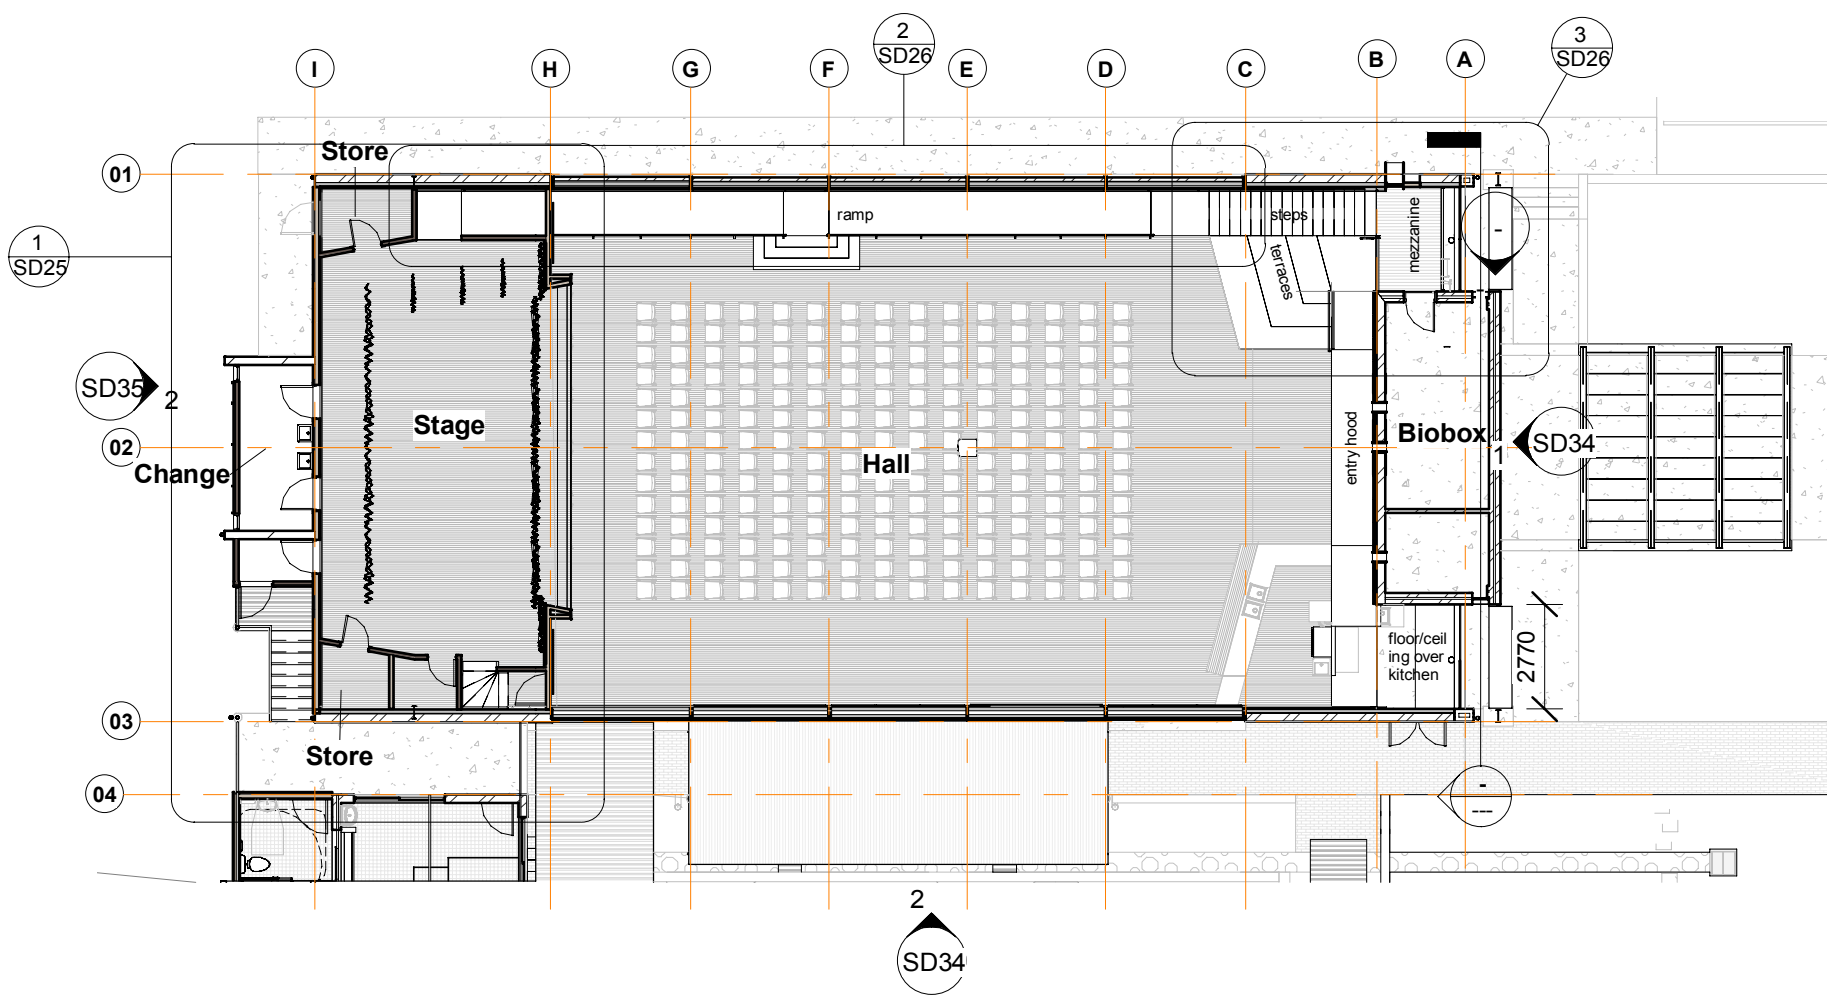 2
SD26
3
SD26
I
H
G
F
E
D
C
B
A
01
Store
ramp
steps
mezzanine
-
1
SD25
terraces
SD35
2
Stage
-
02
Change
Hall
entry hood
Biobox
1
SD34
floor/ceil
ing over
kitchen
2770
03
Store
04
-
---
2
SD34